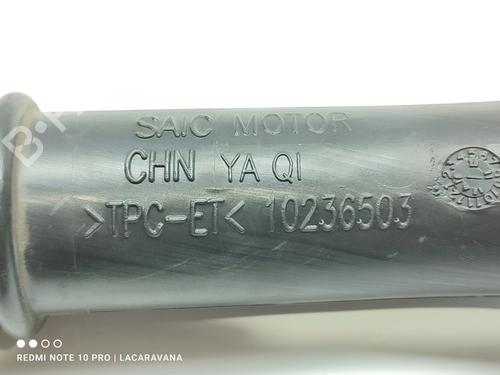 SAIC MOTOR
CHN YA QI
>TPC-ET< 10236503
REDMI NOTE 10 PRO | LACARAVANA